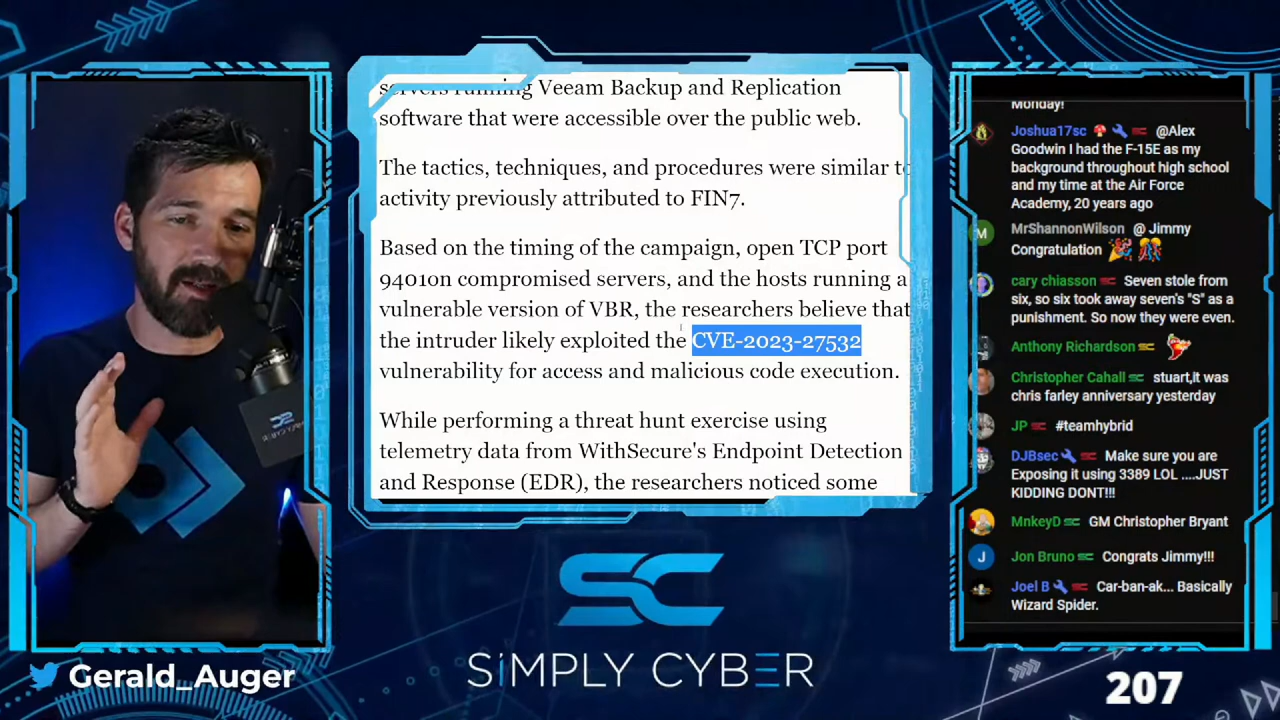 servers running Veeam Backup and Replication
software that were accessible over the public web.
The tactics, techniques, and procedures were similar to
activity previously attributed to FIN7.
Based on the timing of the campaign, open TCP port
9401on compromised servers, and the hosts running a
vulnerable version of VBR, the researchers believe that
the intruder likely exploited the CVE-2023-27532
vulnerability for access and malicious code execution.
While performing a threat hunt exercise using
telemetry data from WithSecure's Endpoint Detection
and Response (EDR), the researchers noticed some
SC
SIMPLY CYBER
Gerald_Auger
Monday!
Joshua17sc @Alex
Goodwin I had the F-15E as my
background throughout high school
and my time at the Air Force
Academy, 20 years ago
M MrShannonWilson @ Jimmy
Congratulation
cary chiasson Seven stole from
six, so six took away seven's "S" as a
punishment. So now they were even.
Anthony Richardson
Christopher Cahall stuart,it was
chris farley anniversary yesterday
JP #teamhybrid
DJBsec Make sure you are
Exposing it using 3389 LOL ....JUST
KIDDING DONT!!!
MnkeyD GM Christopher Bryant
J Jon Bruno Congrats Jimmy!!!
Joel B Car-ban-ak... Basically
Wizard Spider.
207